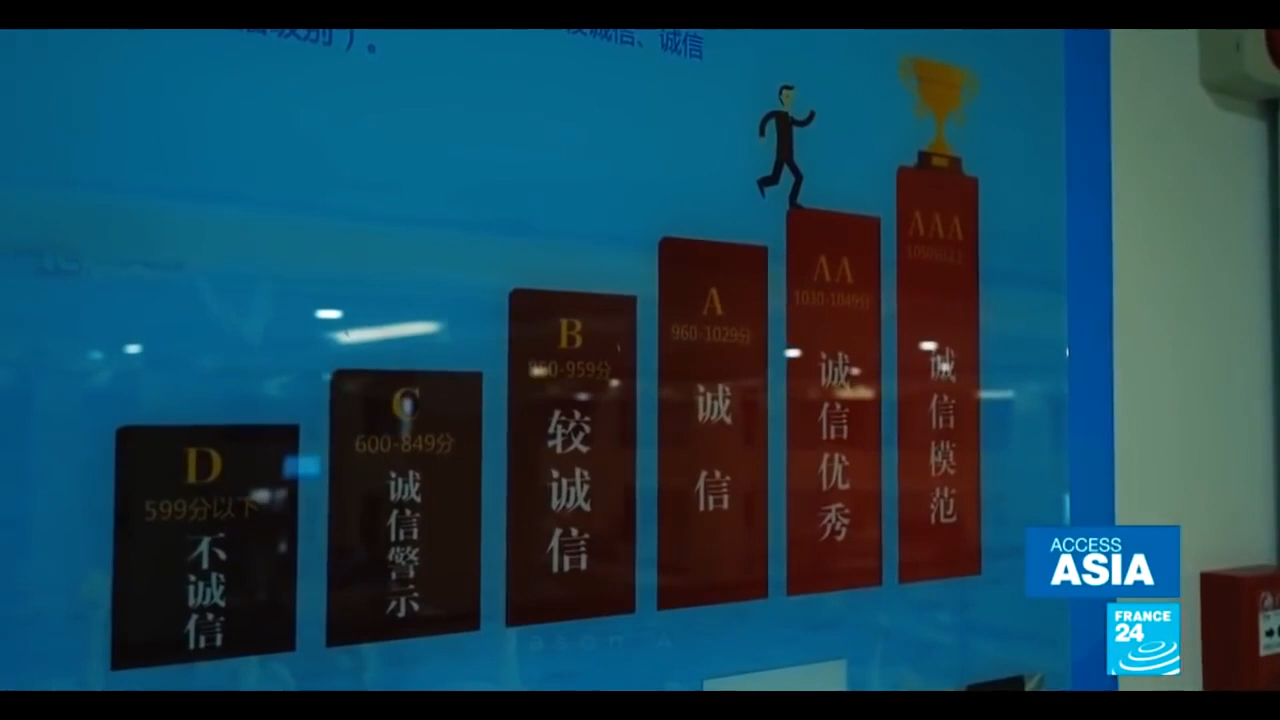 诚信、诚信
D
599分以下
不诚信
C
600-849分
诚信警示
B
850-959分
较诚信
A
960-1029分
诚信
AA
1030-1049分
诚信优秀
AAA
诚信模范
ACCESS
ASIA
FRANCE
24